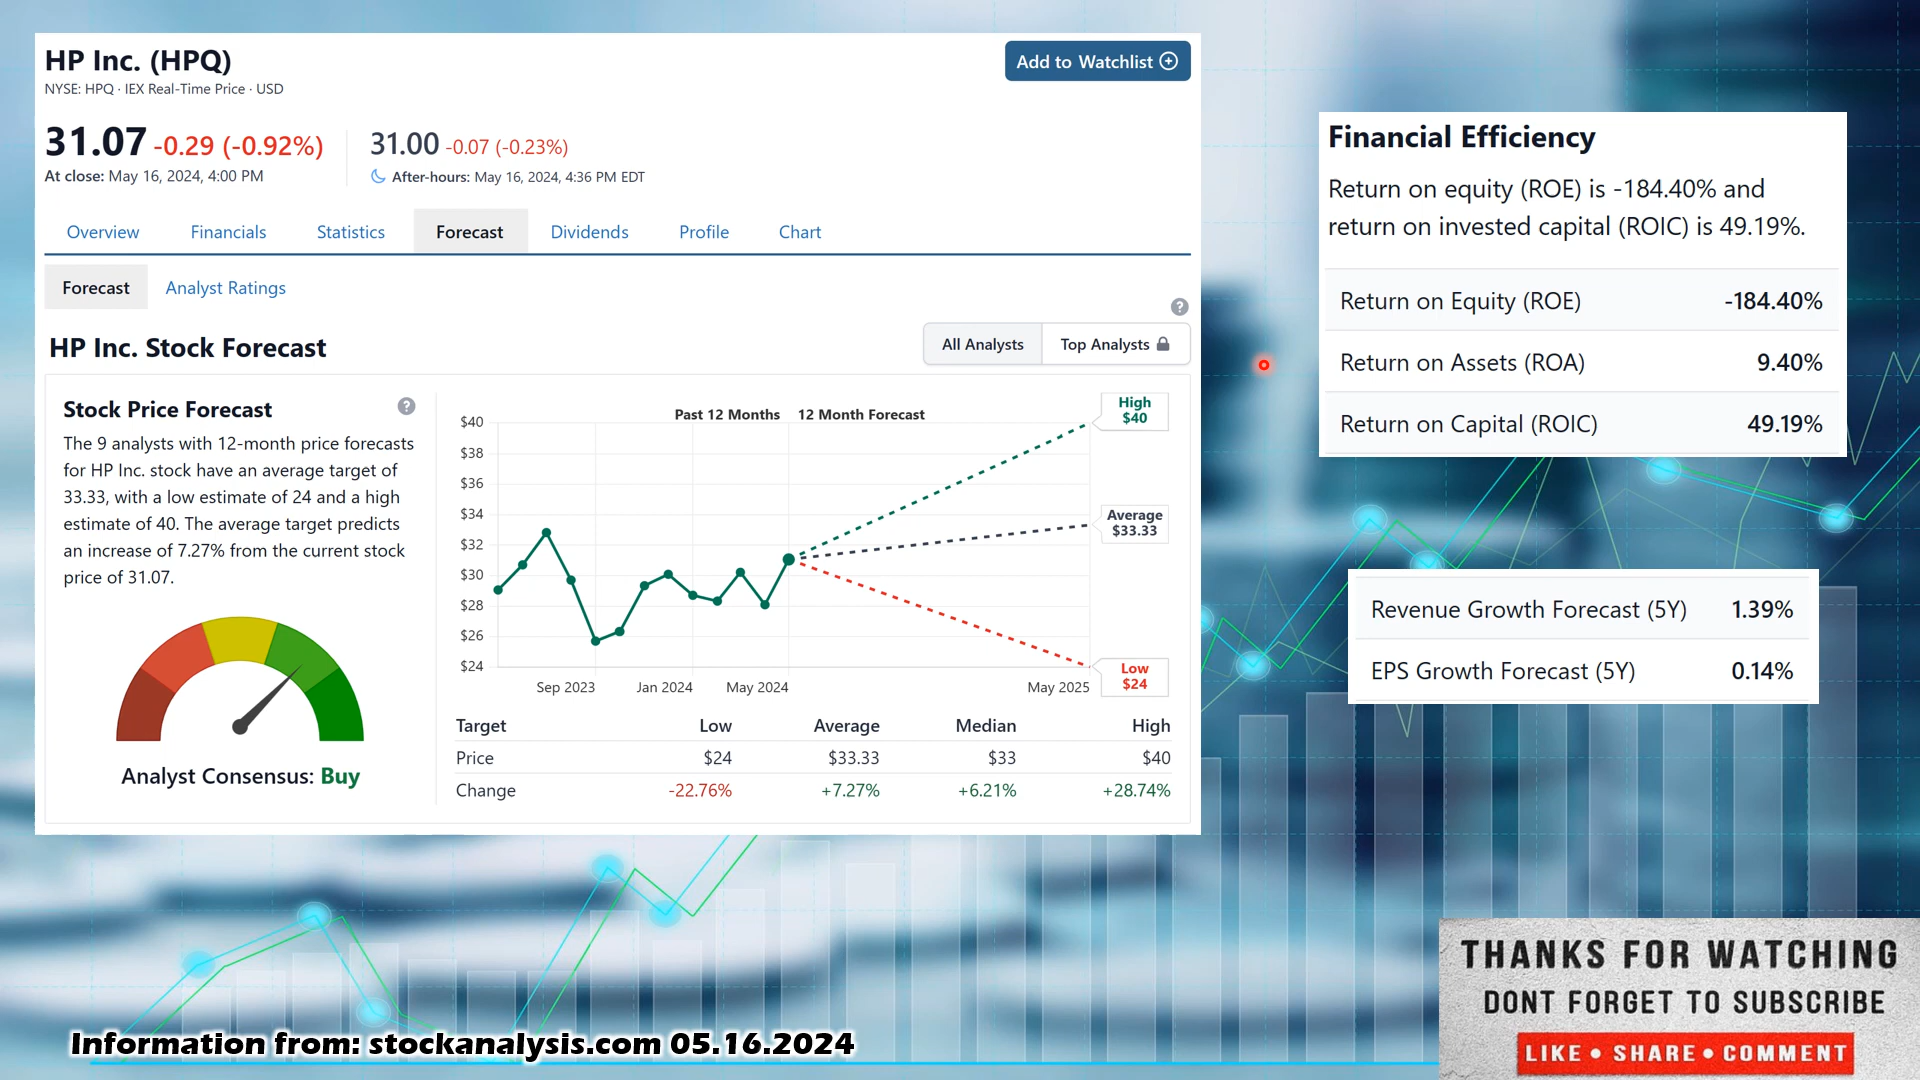 HP Inc. (HPQ)
Add to Watchlist
NYSE: HPQ · IEX Real-Time Price · USD
31.07 -0.29 (-0.92%)
31.00 -0.07 (-0.23%)
At close: May 16, 2024, 4:00 PM
After-hours: May 16, 2024, 4:36 PM EDT
Overview Financials Statistics Forecast Dividends Profile Chart
Forecast Analyst Ratings
?
HP Inc. Stock Forecast
All Analysts Top Analysts
Stock Price Forecast ?
The 9 analysts with 12-month price forecasts
for HP Inc. stock have an average target of
33.33, with a low estimate of 24 and a high
estimate of 40. The average target predicts
an increase of 7.27% from the current stock
price of 31.07.
Analyst Consensus: Buy
Past 12 Months 12 Month Forecast
$40
$38
$36
$34
$32
$30
$28
$26
$24
High
$40
Average
$33.33
Low
$24
Sep 2023 Jan 2024 May 2024 May 2025
Target Low Average Median High
Price $24 $33.33 $33 $40
Change -22.76% +7.27% +6.21% +28.74%
Financial Efficiency
Return on equity (ROE) is -184.40% and
return on invested capital (ROIC) is 49.19%.
Return on Equity (ROE) -184.40%
Return on Assets (ROA) 9.40%
Return on Capital (ROIC) 49.19%
Revenue Growth Forecast (5Y) 1.39%
EPS Growth Forecast (5Y) 0.14%
Information from: stockanalysis.com 05.16.2024
THANKS FOR WATCHING
DONT FORGET TO SUBSCRIBE
LIKE • SHARE • COMMENT